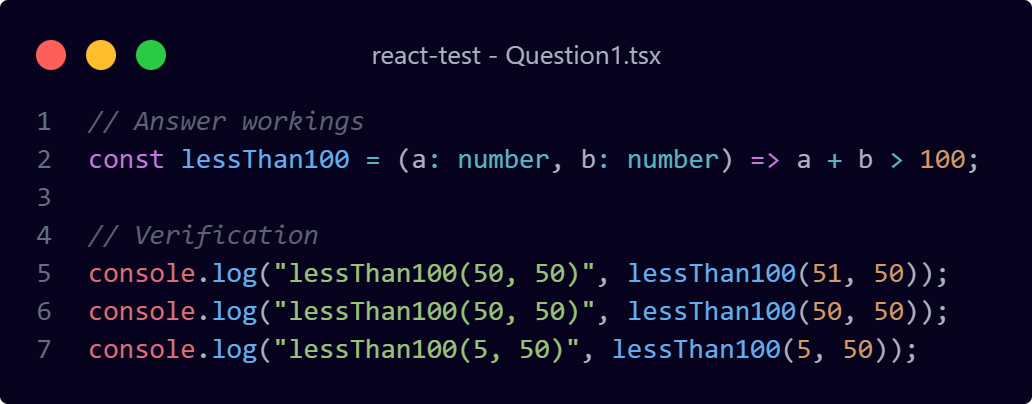 react-test - Question1.tsx
1 // Answer workings
2 const lessThan100 = (a: number, b: number) => a + b > 100;
3
4 // Verification
5 console.log("lessThan100(50, 50)", lessThan100(51, 50));
6 console.log("lessThan100(50, 50)", lessThan100(50, 50));
7 console.log("lessThan100(5, 50)", lessThan100(5, 50));